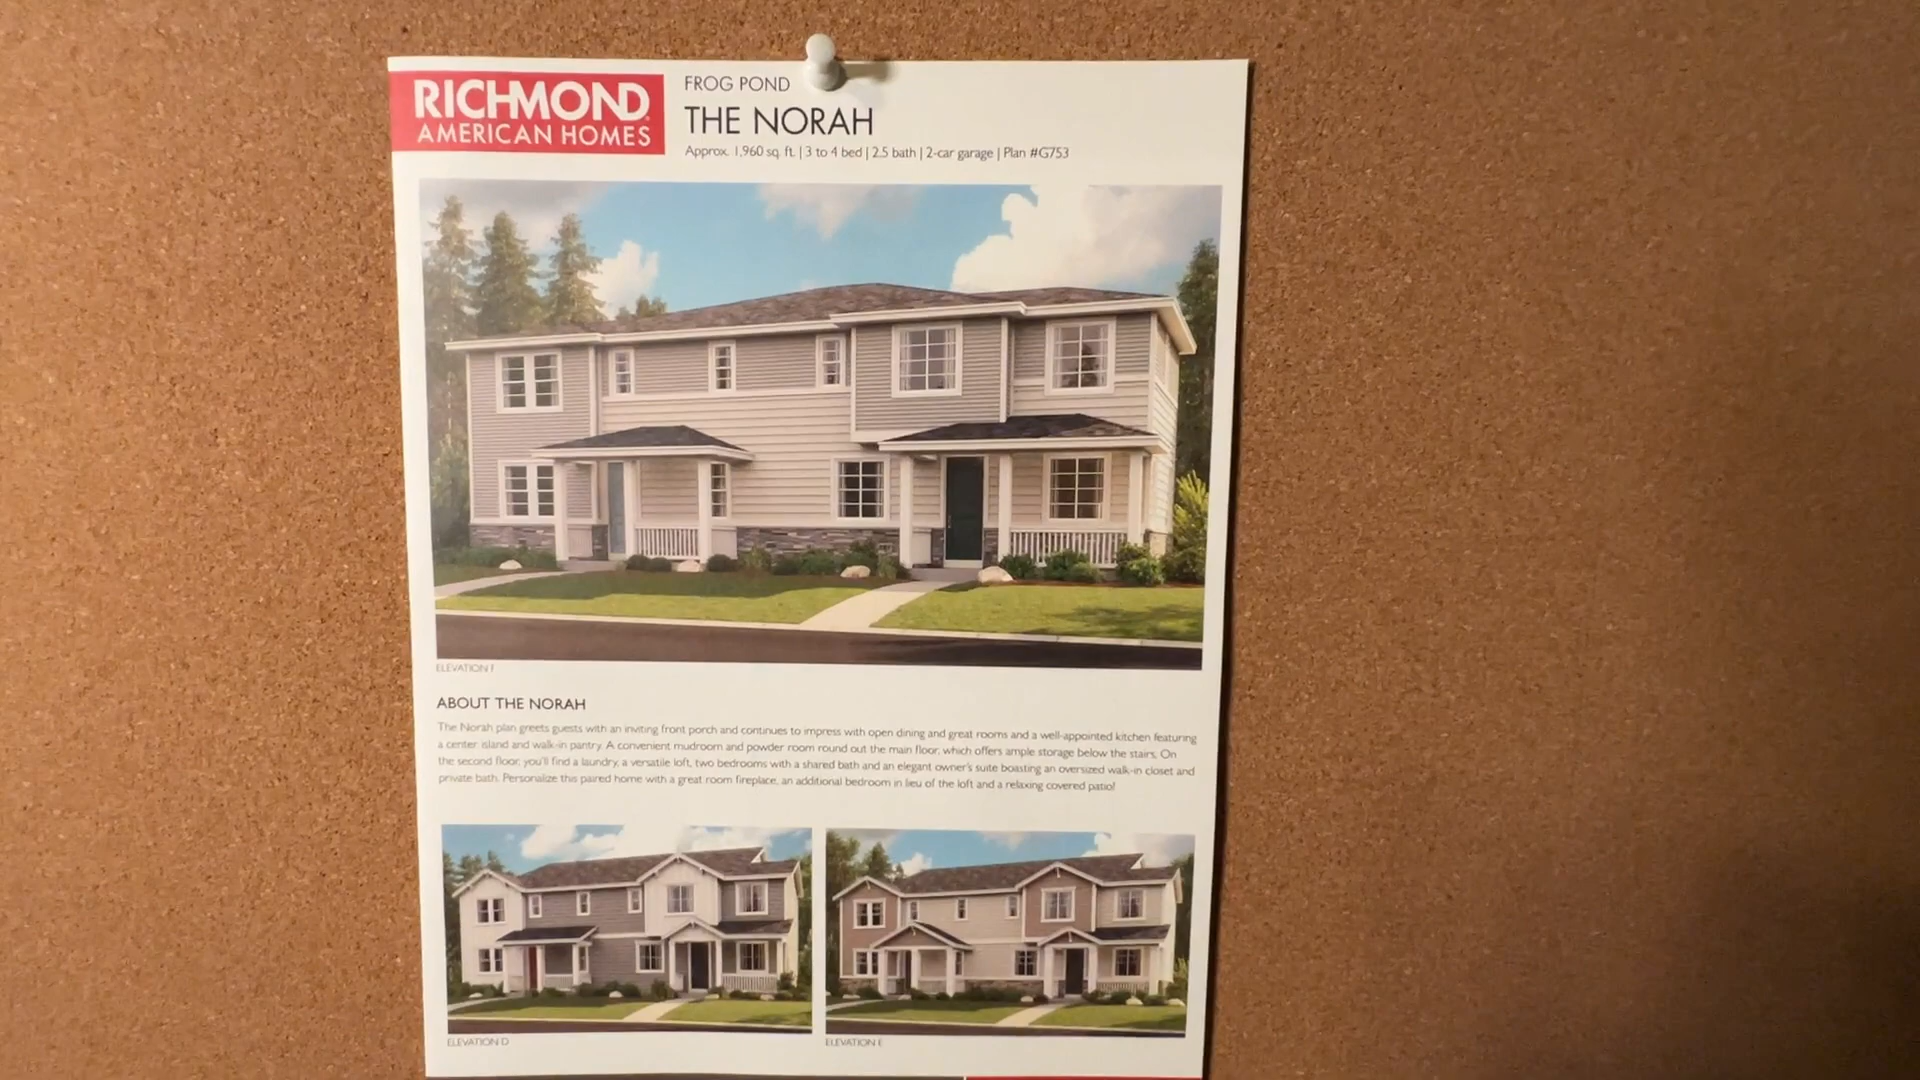 RICHMOND
AMERICAN HOMES
FROG POND
THE NORAH
Approx. 1,960 sq. ft. | 3 to 4 bed | 2.5 bath | 2-car garage | Plan #G753
ELEVATION F
ABOUT THE NORAH
The Norah plan greets guests with an inviting front porch and continues to impress with open dining and great rooms and a well-appointed kitchen featuring
a center island and walk-in pantry. A convenient mudroom and powder room round out the main floor, which offers ample storage below the stairs. On
the second floor, you'll find a laundry, a versatile loft, two bedrooms with a shared bath and an elegant owner's suite boasting an oversized walk-in closet and
private bath. Personalize this paired home with a great room fireplace, an additional bedroom in lieu of the loft and a relaxing covered patio!
ELEVATION D
ELEVATION E